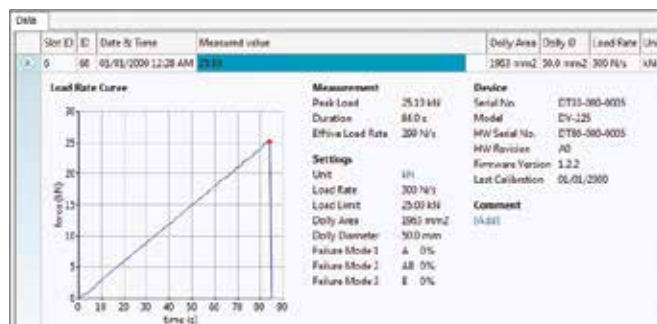 Data
Slot ID ID Date & Time Measured value Dolly Area Dolly D Load Rate
6 66 01/01/2000 12:28 AM 25.13 1963 mm2 50.0 mm2 300 N/s kN
Load Rate Curve
Measurement
Peak Load 25.13 kN
Duration 84.0 s
Effive Load Rate 299 N/s
Settings
Unit kN
Load Rate 300 N/s
Load Limit 25.00 kN
Dolly Area 1963 mm2
Dolly Diameter 50.0 mm
Failure Mode 1 A 0%
Failure Mode 2 AB 0%
Failure Mode 3 B 0%
Device
Serial No.
Model DY-225
HW Serial No.
HW Revision A0
Firmware Version 1.2.2
Last Calibration 01/01/2000
Comment
[Add]
30
25
20
15
10
5
0
force (kN)
0 10 20 30 40 50 60 70 80 90
time (s)